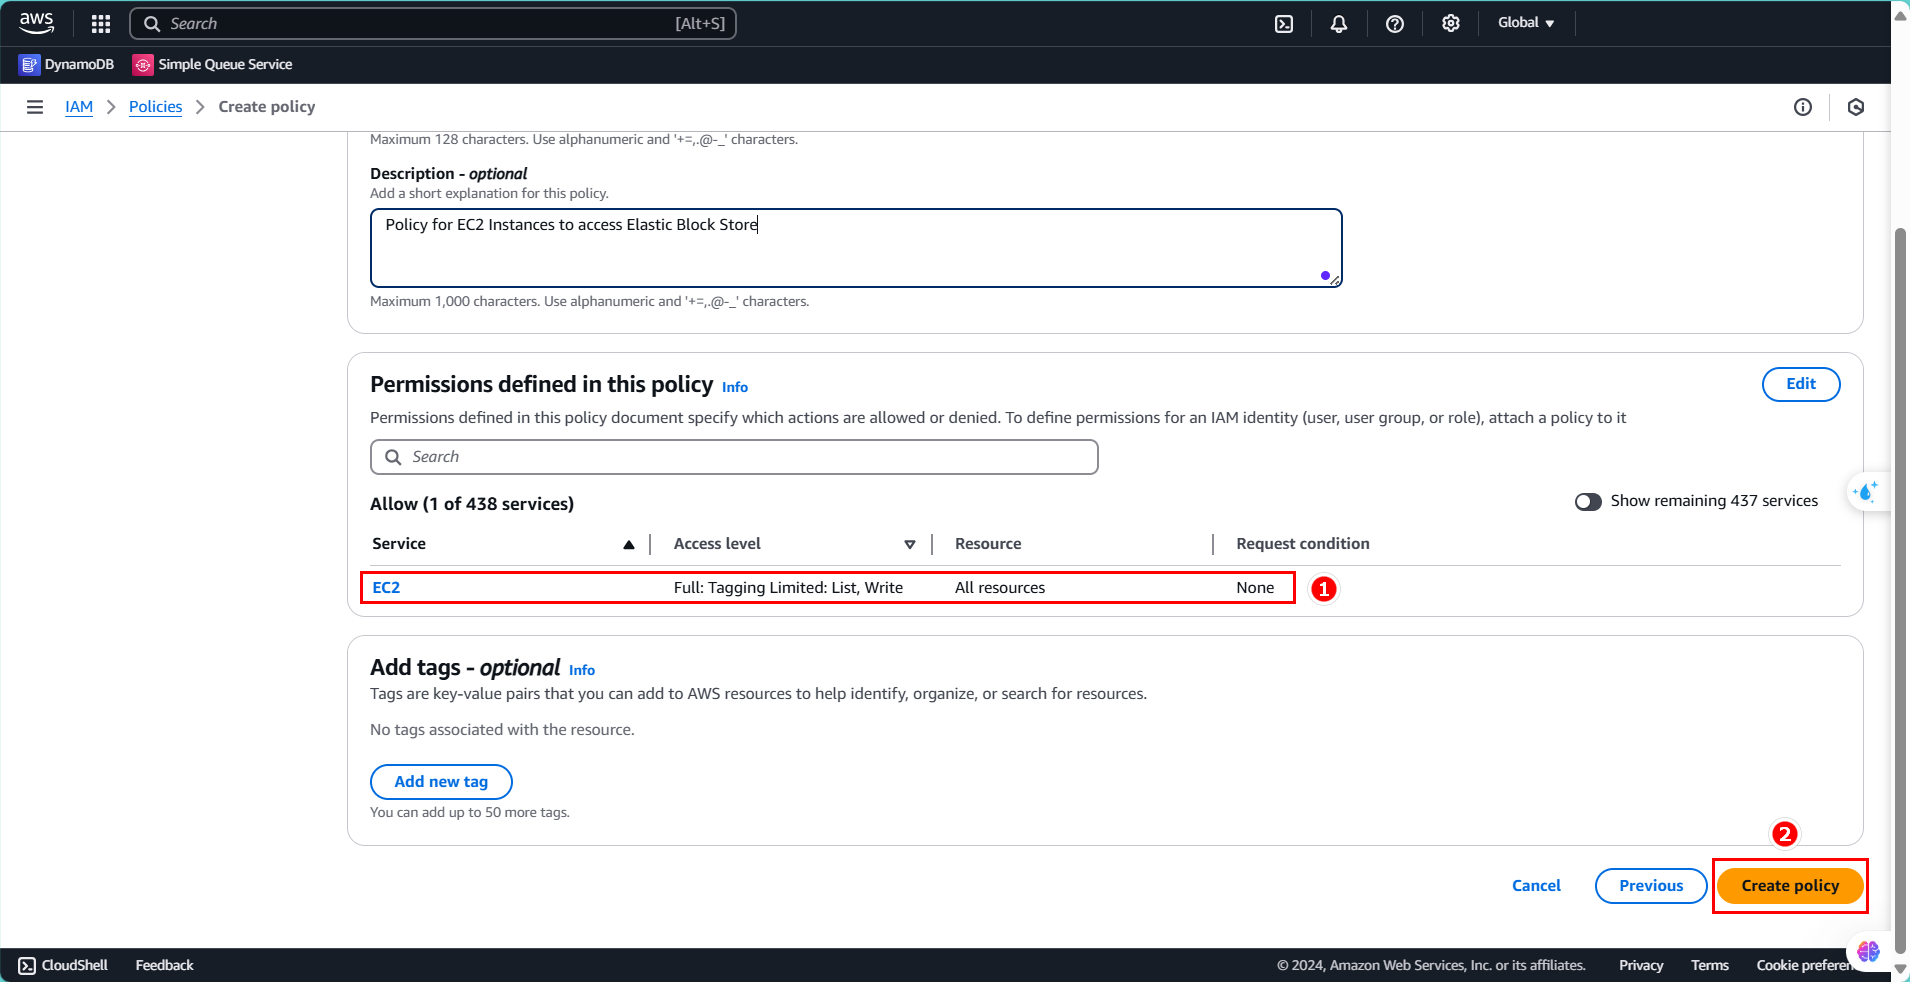 aws Search [Alt+S] Global
DynamoDB Simple Queue Service
IAM Policies Create policy
Maximum 128 characters. Use alphanumeric and '+=,.@-_' characters.
Description - optional
Add a short explanation for this policy.
Policy for EC2 Instances to access Elastic Block Store
Maximum 1,000 characters. Use alphanumeric and '+=,.@-_' characters.
Permissions defined in this policy Info Edit
Permissions defined in this policy document specify which actions are allowed or denied. To define permissions for an IAM identity (user, user group, or role), attach a policy to it
Search
Allow (1 of 438 services) Show remaining 437 services
Service Access level Resource Request condition
EC2 Full: Tagging Limited: List, Write All resources None 1
Add tags - optional Info
Tags are key-value pairs that you can add to AWS resources to help identify, organize, or search for resources.
No tags associated with the resource.
Add new tag
You can add up to 50 more tags.
2
Cancel Previous Create policy
CloudShell Feedback © 2024, Amazon Web Services, Inc. or its affiliates. Privacy Terms Cookie preferen